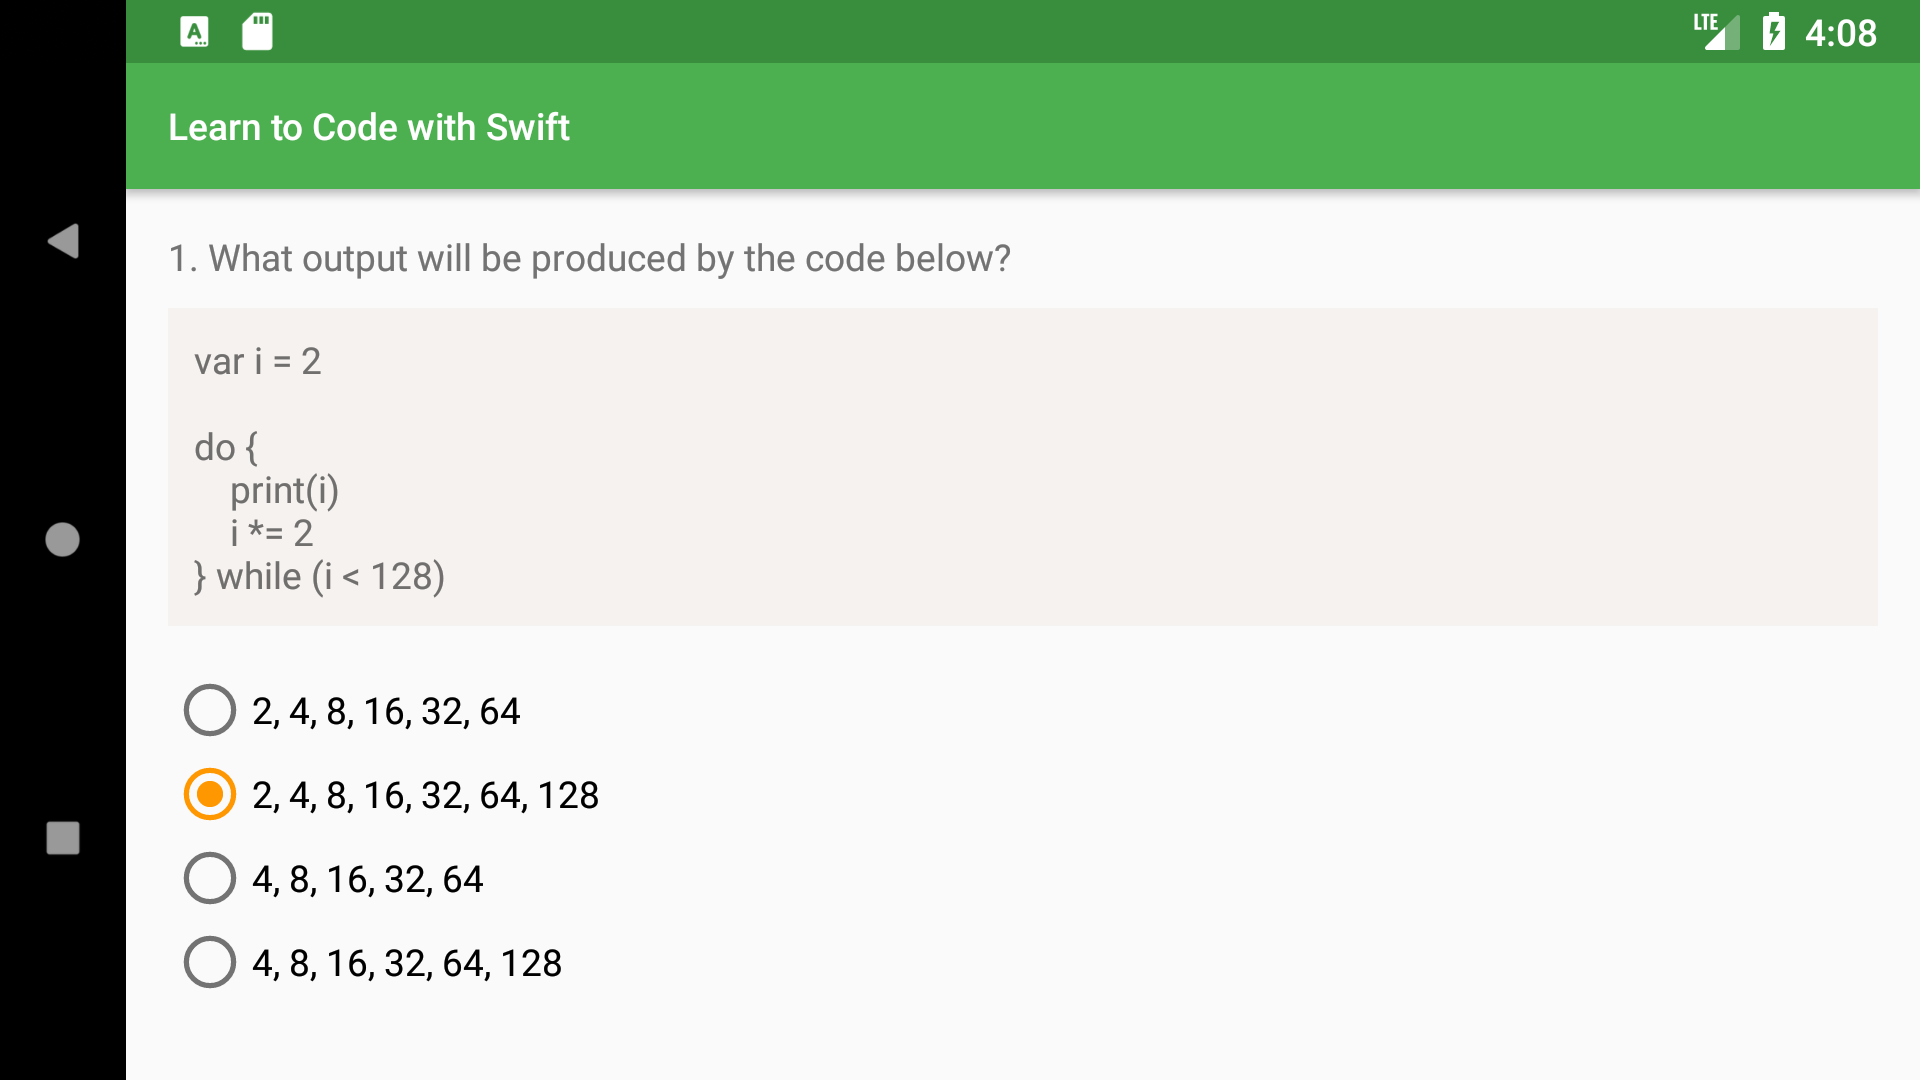 LTE 4:08
Learn to Code with Swift
1. What output will be produced by the code below?
var i = 2
do {
print(i)
i *= 2
} while (i < 128)
2, 4, 8, 16, 32, 64
2, 4, 8, 16, 32, 64, 128
4, 8, 16, 32, 64
4, 8, 16, 32, 64, 128